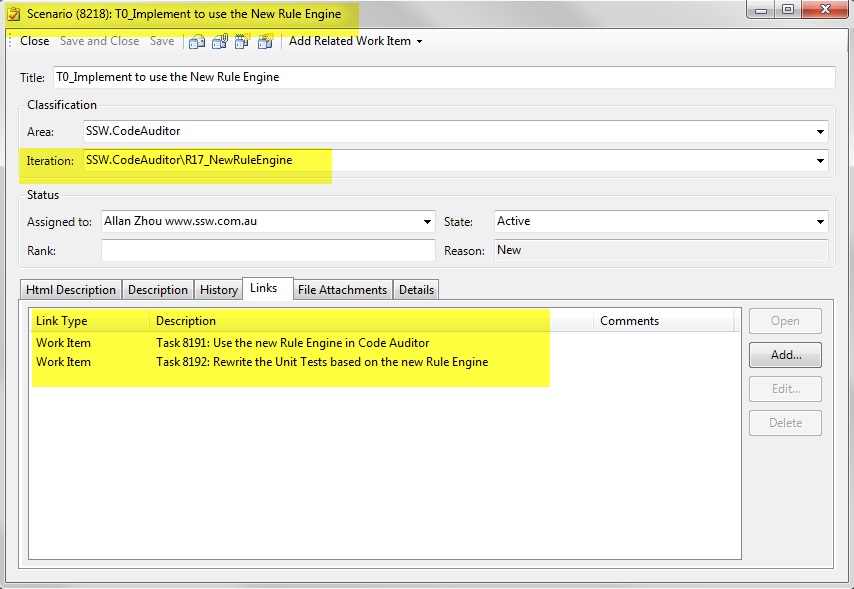 Scenario (8218): T0_Implement to use the New Rule Engine
Close Save and Close Save Add Related Work Item
Title: T0_Implement to use the New Rule Engine
Classification
Area: SSW.CodeAuditor
Iteration: SSW.CodeAuditor\R17_NewRuleEngine
Status
Assigned to: Allan Zhou www.ssw.com.au State: Active
Rank: Reason: New
Html Description Description History Links File Attachments Details
Link Type Description Comments Open
Work Item Task 8191: Use the new Rule Engine in Code Auditor
Add...
Work Item Task 8192: Rewrite the Unit Tests based on the new Rule Engine
Edit...
Delete